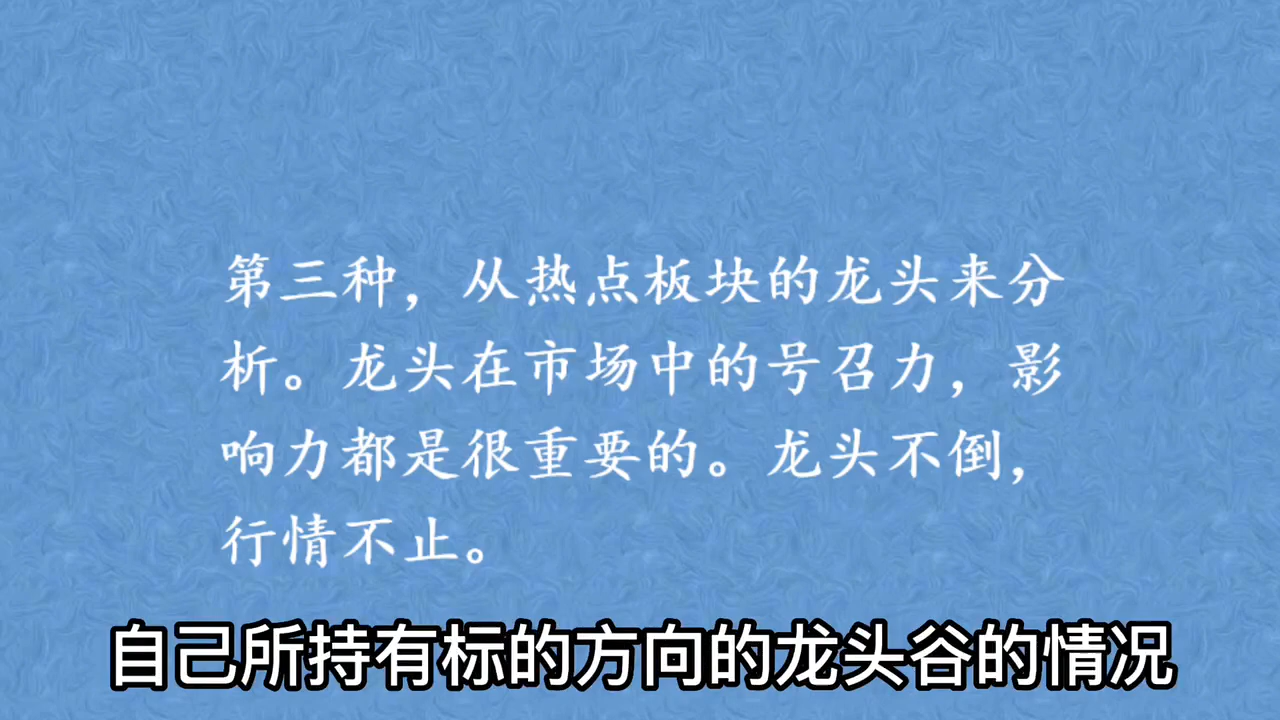 第三种，从热点板块的龙头来分
析。龙头在市场中的号召力，影
响力都是很重要的。龙头不倒，
行情不止。
自己所持有标的方向的龙头谷的情况